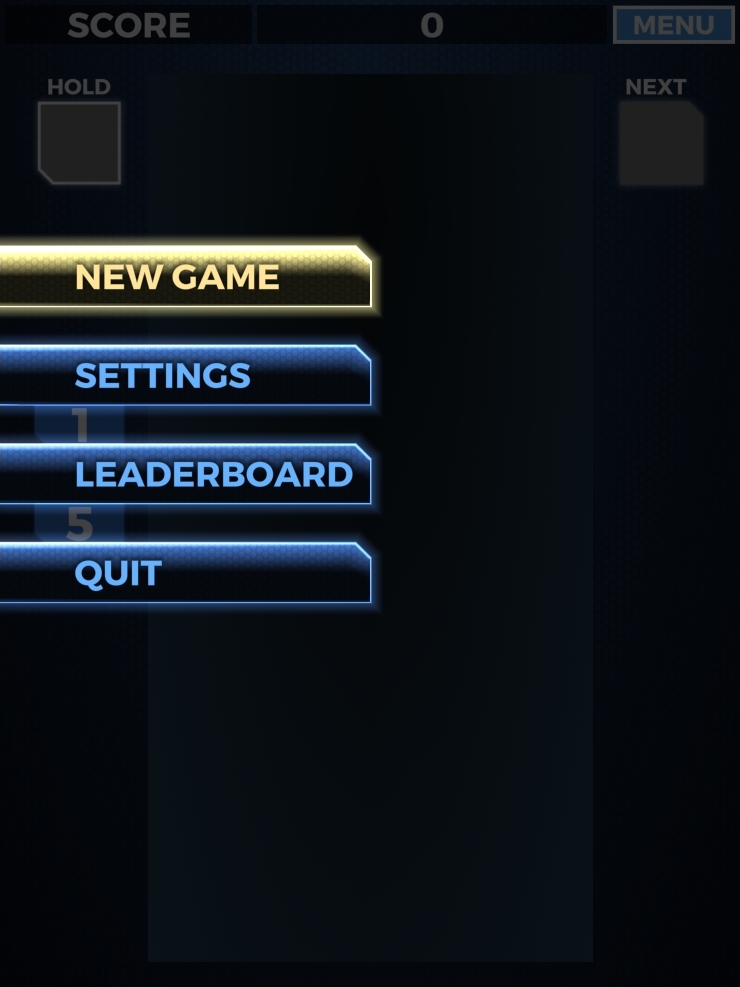 SCORE 0 MENU
HOLD NEXT
NEW GAME
SETTINGS
1
LEADERBOARD
5
QUIT